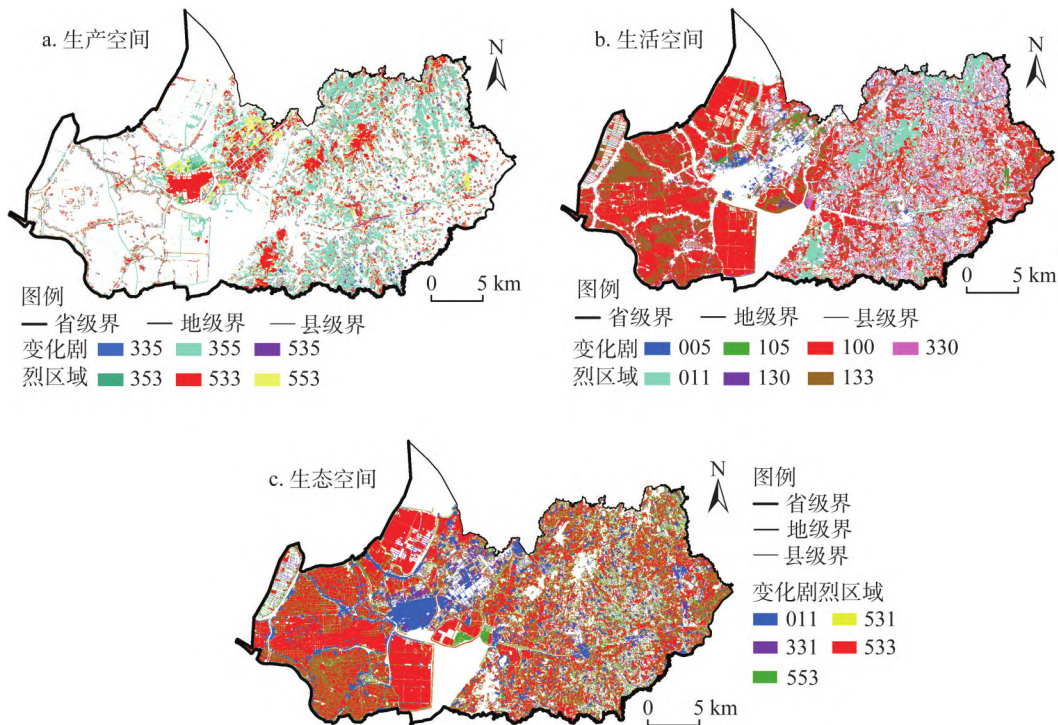 a. 生产空间
N
0 5 km
图例
省级界 地级界 县级界
变化剧 335 355 535
烈区域 353 533 553
b. 生活空间
N
0 5 km
图例
省级界 地级界 县级界
变化剧 005 105 100 330
烈区域 011 130 133
c. 生态空间
N
0 5 km
图例
省级界
地级界
县级界
变化剧烈区域
011 531
331 533
553